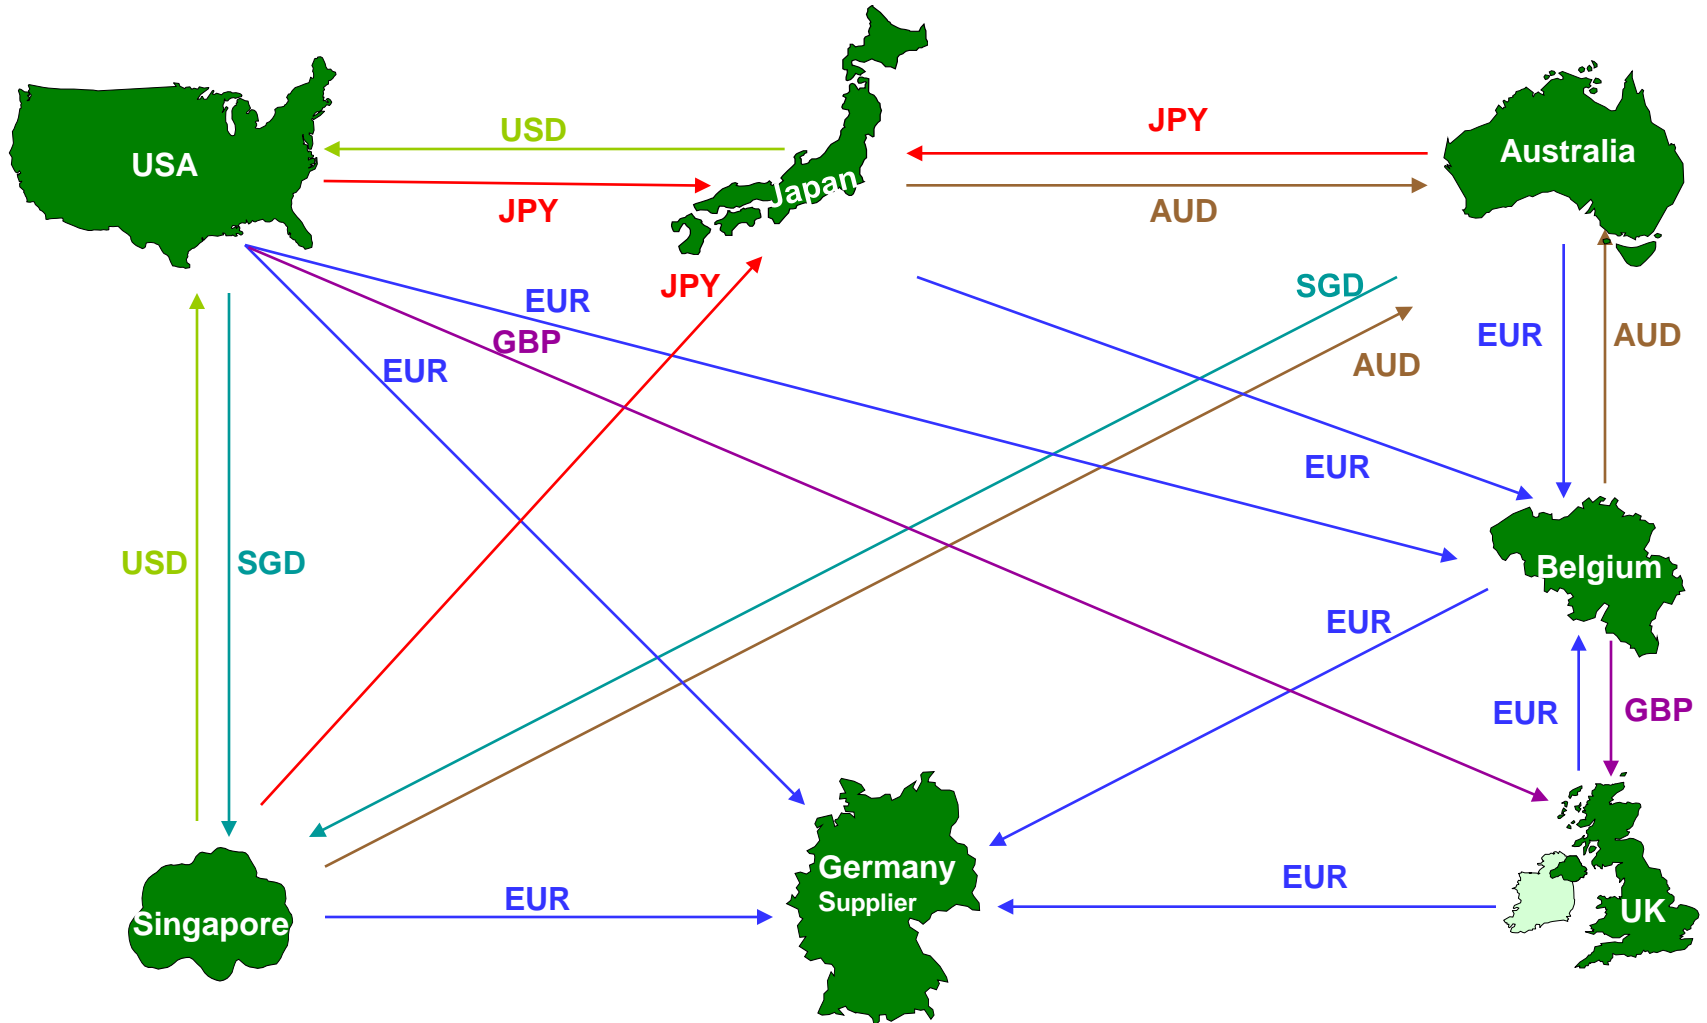 USD
JPY
USA
Australia
Japan
JPY
AUD
JPY
SGD
EUR
GBP
EUR
EUR
AUD
AUD
EUR
USD
SGD
Belgium
EUR
EUR
GBP
Germany
Supplier
EUR
EUR
Singapore
UK